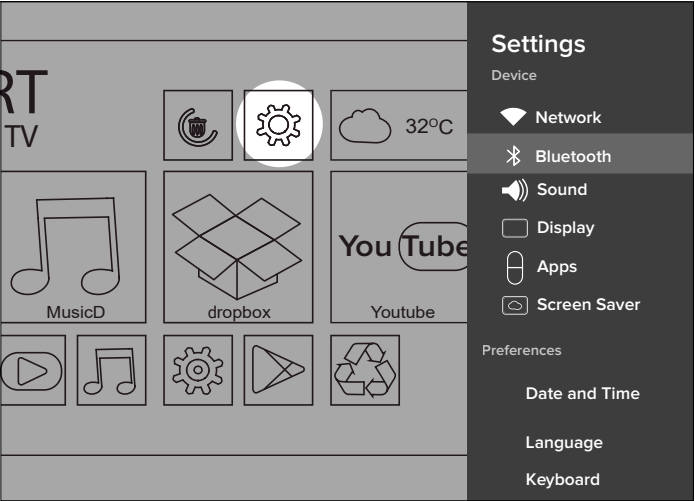 RT
TV
32°C
MusicD
dropbox
You Tube
Youtube
Settings
Device
Network
Bluetooth
Sound
Display
Apps
Screen Saver
Preferences
Date and Time
Language
Keyboard